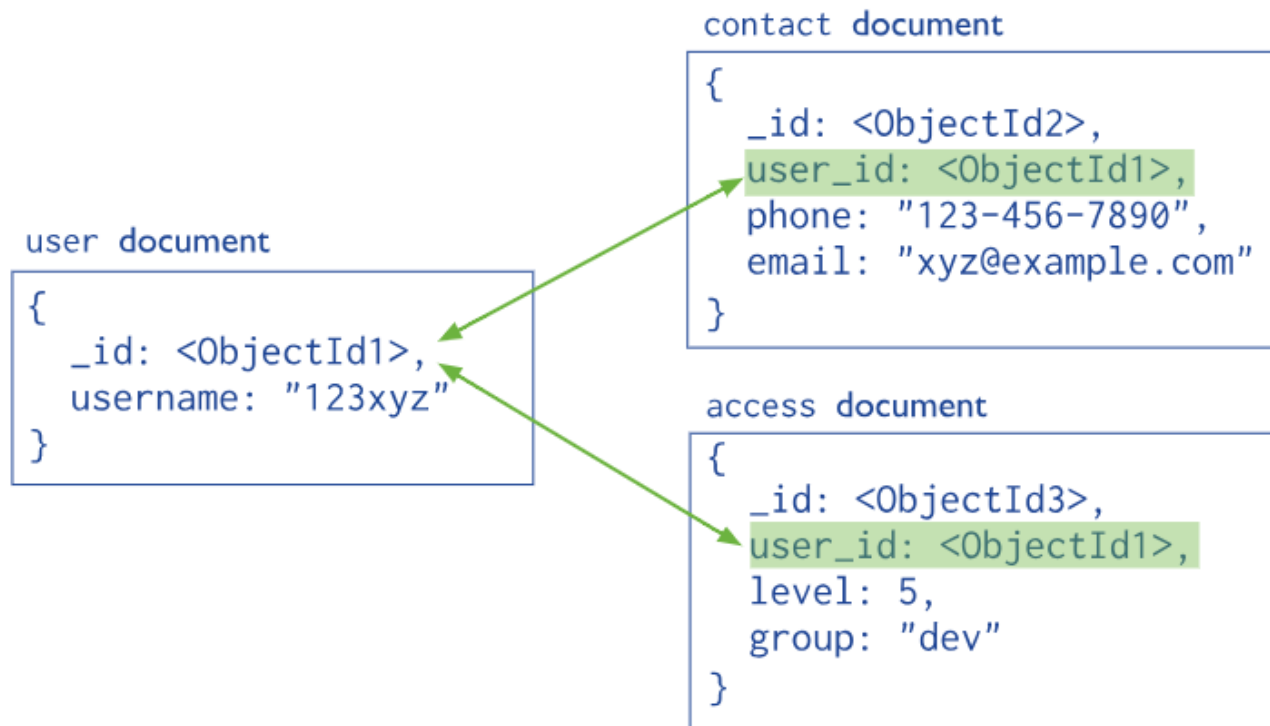 contact document
{
_id: <ObjectId2>,
user_id: <ObjectId1>,
phone: "123-456-7890",
email: "xyz@example.com"
}
user document
{
_id: <ObjectId1>,
username: "123xyz"
}
access document
{
_id: <ObjectId3>,
user_id: <ObjectId1>,
level: 5,
group: "dev"
}